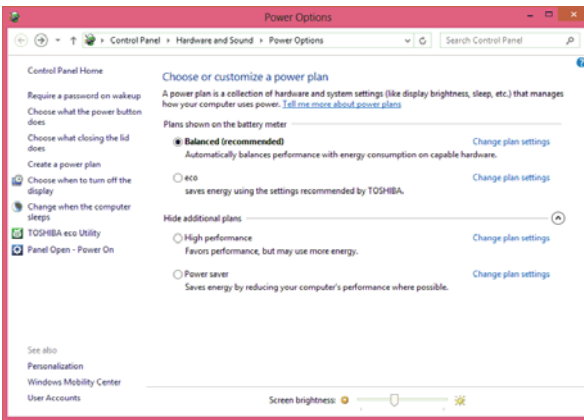 Power Options
Control Panel ▸ Hardware and Sound ▸ Power Options
Search Control Panel
Control Panel Home
Require a password on wakeup
Choose what the power button
does
Choose what closing the lid
does
Create a power plan
Choose when to turn off the
display
Change when the computer
sleeps
TOSHIBA eco Utility
Panel Open - Power On
See also
Personalization
Windows Mobility Center
User Accounts
Choose or customize a power plan
A power plan is a collection of hardware and system settings (like display brightness, sleep, etc.) that manages
how your computer uses power. Tell me more about power plans
Plans shown on the battery meter
Balanced (recommended) Change plan settings
Automatically balances performance with energy consumption on capable hardware.
eco Change plan settings
saves energy using the settings recommended by TOSHIBA.
Hide additional plans
High performance Change plan settings
Favors performance, but may use more energy.
Power saver Change plan settings
Saves energy by reducing your computer's performance where possible.
Screen brightness: